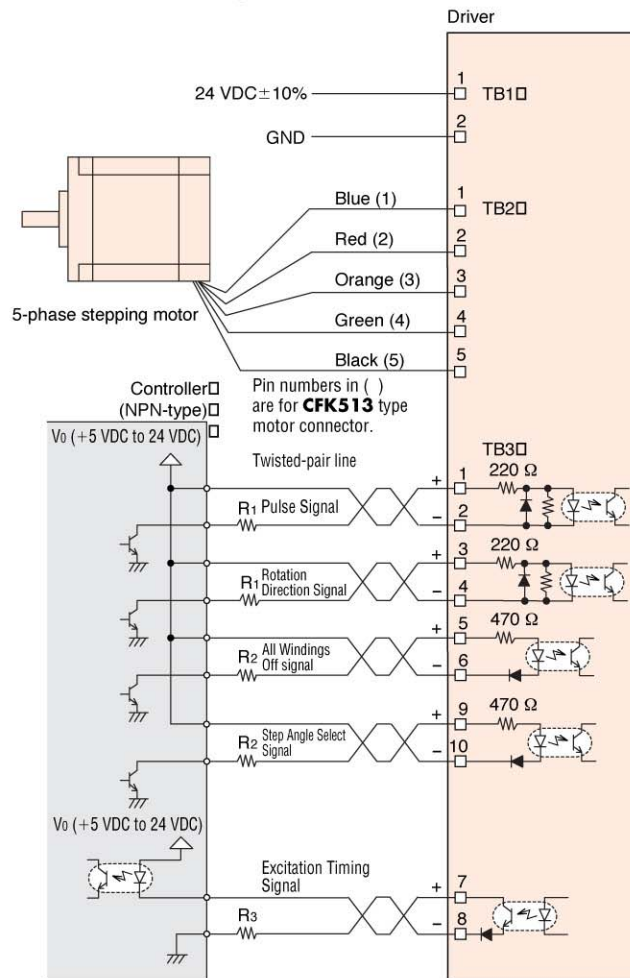 Driver
24 VDC±10%
1
TB1□
GND
2
Blue (1)
1
TB2□
Red (2)
2
Orange (3)
3
Green (4)
4
Black (5)
5
5-phase stepping motor
Controller□
(NPN-type)□
□
V0 (+5 VDC to 24 VDC)
Pin numbers in ( )
are for CFK513 type
motor connector.
Twisted-pair line
TB3□
+
1
220 Ω
R1 Pulse Signal
−
2
+
3
220 Ω
R1 Rotation
Direction Signal
−
4
+
5
470 Ω
R2 All Windings
Off signal
−
6
+
9
470 Ω
R2 Step Angle Select
Signal
−
10
V0 (+5 VDC to 24 VDC)
Excitation Timing
Signal
+
7
R3
−
8